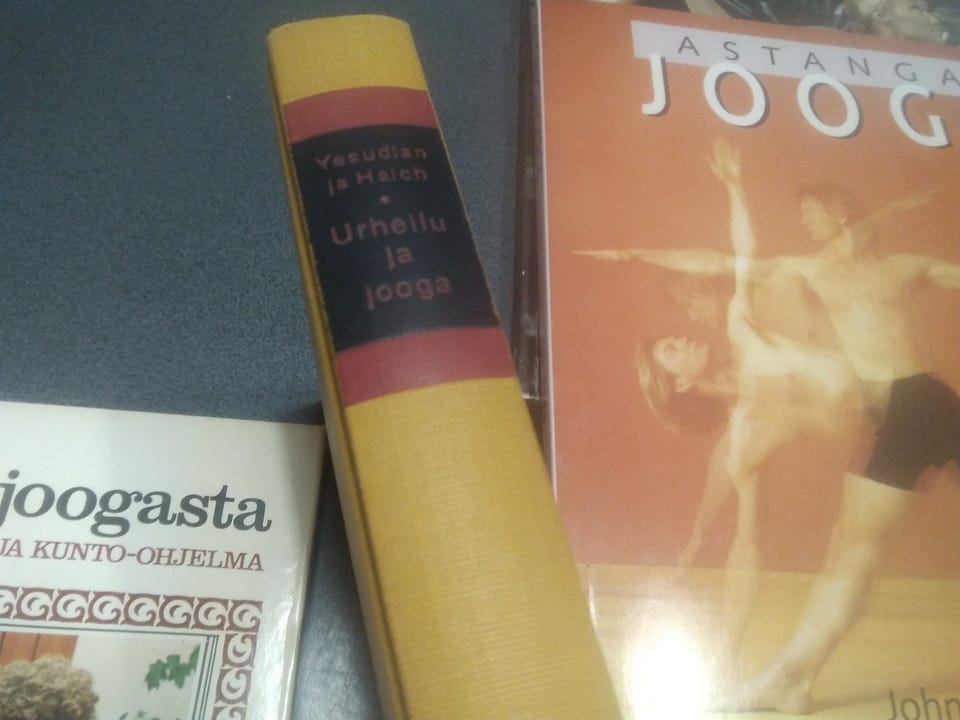 Yesudian
ja Haich
•
Urheilu
ja
jooga
ASTANGA
JOOG
joogasta
JA KUNTO-OHJELMA
John